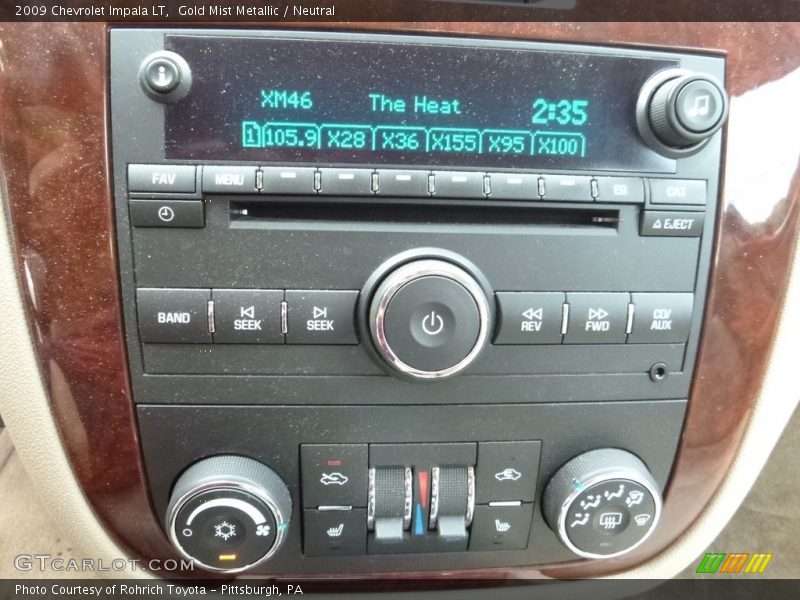 2009 Chevrolet Impala LT,  Gold Mist Metallic / Neutral
XM46 The Heat 2:35
1 105.9 X28 X36 X155 X95 X100
FAV MENU EQ CAT
EJECT
BAND SEEK SEEK REV FWD CD/AUX
GTCarLot.com
Photo Courtesy of Rohrich Toyota - Pittsburgh, PA